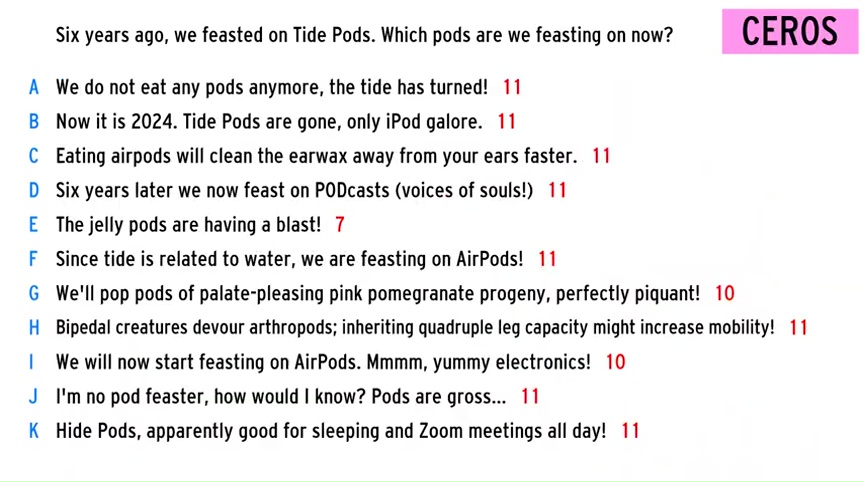 Six years ago, we feasted on Tide Pods. Which pods are we feasting on now?
CEROS
A We do not eat any pods anymore, the tide has turned! 11
B Now it is 2024. Tide Pods are gone, only iPod galore. 11
C Eating airpods will clean the earwax away from your ears faster. 11
D Six years later we now feast on PODcasts (voices of souls!) 11
E The jelly pods are having a blast! 7
F Since tide is related to water, we are feasting on AirPods! 11
G We'll pop pods of palate-pleasing pink pomegranate progeny, perfectly piquant! 10
H Bipedal creatures devour arthropods; inheriting quadruple leg capacity might increase mobility! 11
I We will now start feasting on AirPods. Mmmm, yummy electronics! 10
J I'm no pod feaster, how would I know? Pods are gross... 11
K Hide Pods, apparently good for sleeping and Zoom meetings all day! 11